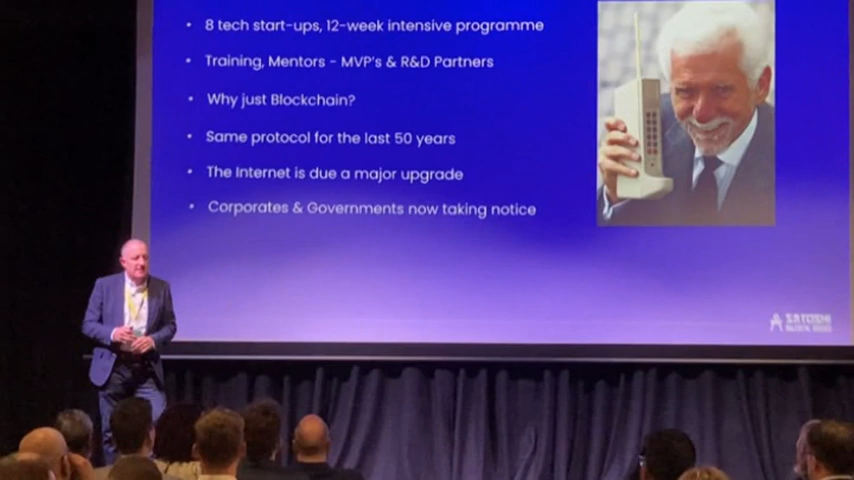 • 8 tech start-ups, 12-week intensive programme
• Training, Mentors - MVP's & R&D Partners
• Why just Blockchain?
• Same protocol for the last 50 years
• The Internet is due a major upgrade
• Corporates & Governments now taking notice
SATOSHI